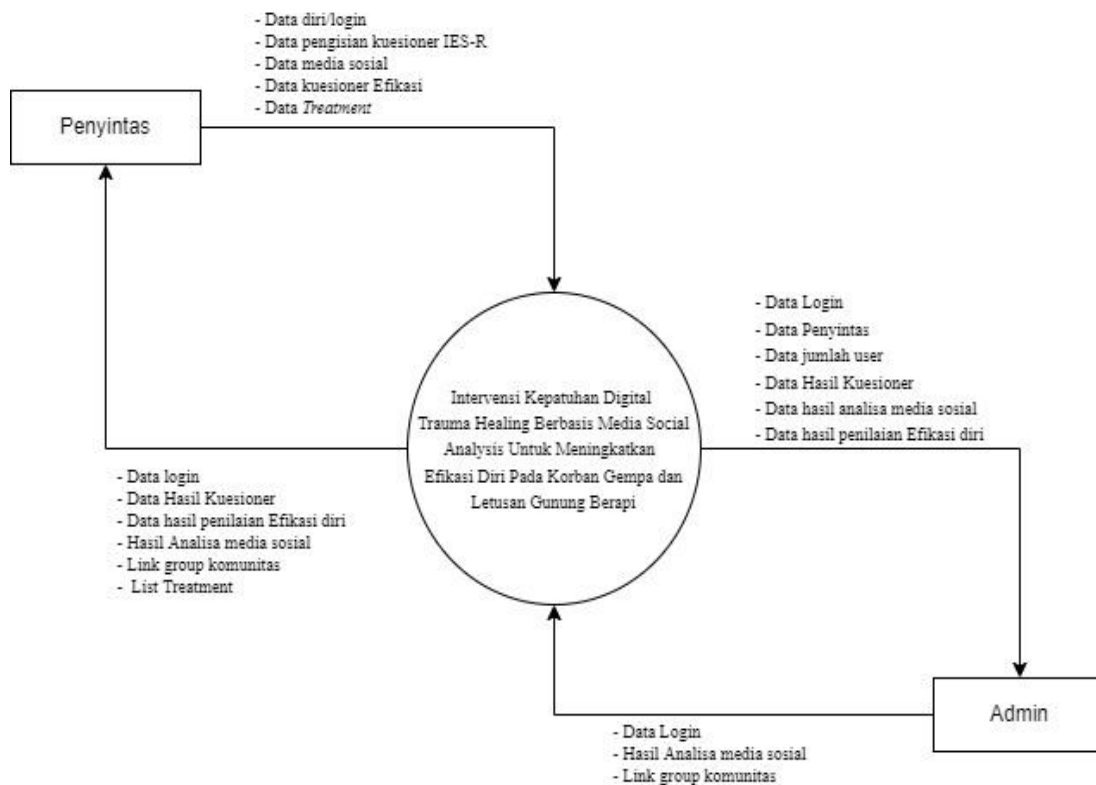 - Data diri/login
- Data pengisian kuesioner IES-R
- Data media sosial
- Data kuesioner Efikasi
- Data Treatment
Penyintas
Intervensi Kepatuhan Digital
Trauma Healing Berbasis Media Social
Analysis Untuk Meningkatkan
Efikasi Diri Pada Korban Gempa dan
Letusan Gunung Berapi
- Data Login
- Data Penyintas
- Data jumlah user
- Data Hasil Kuesioner
- Data hasil analisa media sosial
- Data hasil penilaian Efikasi diri
- Data login
- Data Hasil Kuesioner
- Data hasil penilaian Efikasi diri
- Hasil Analisa media sosial
- Link group komunitas
- List Treatment
Admin
- Data Login
- Hasil Analisa media sosial
- Link group komunitas